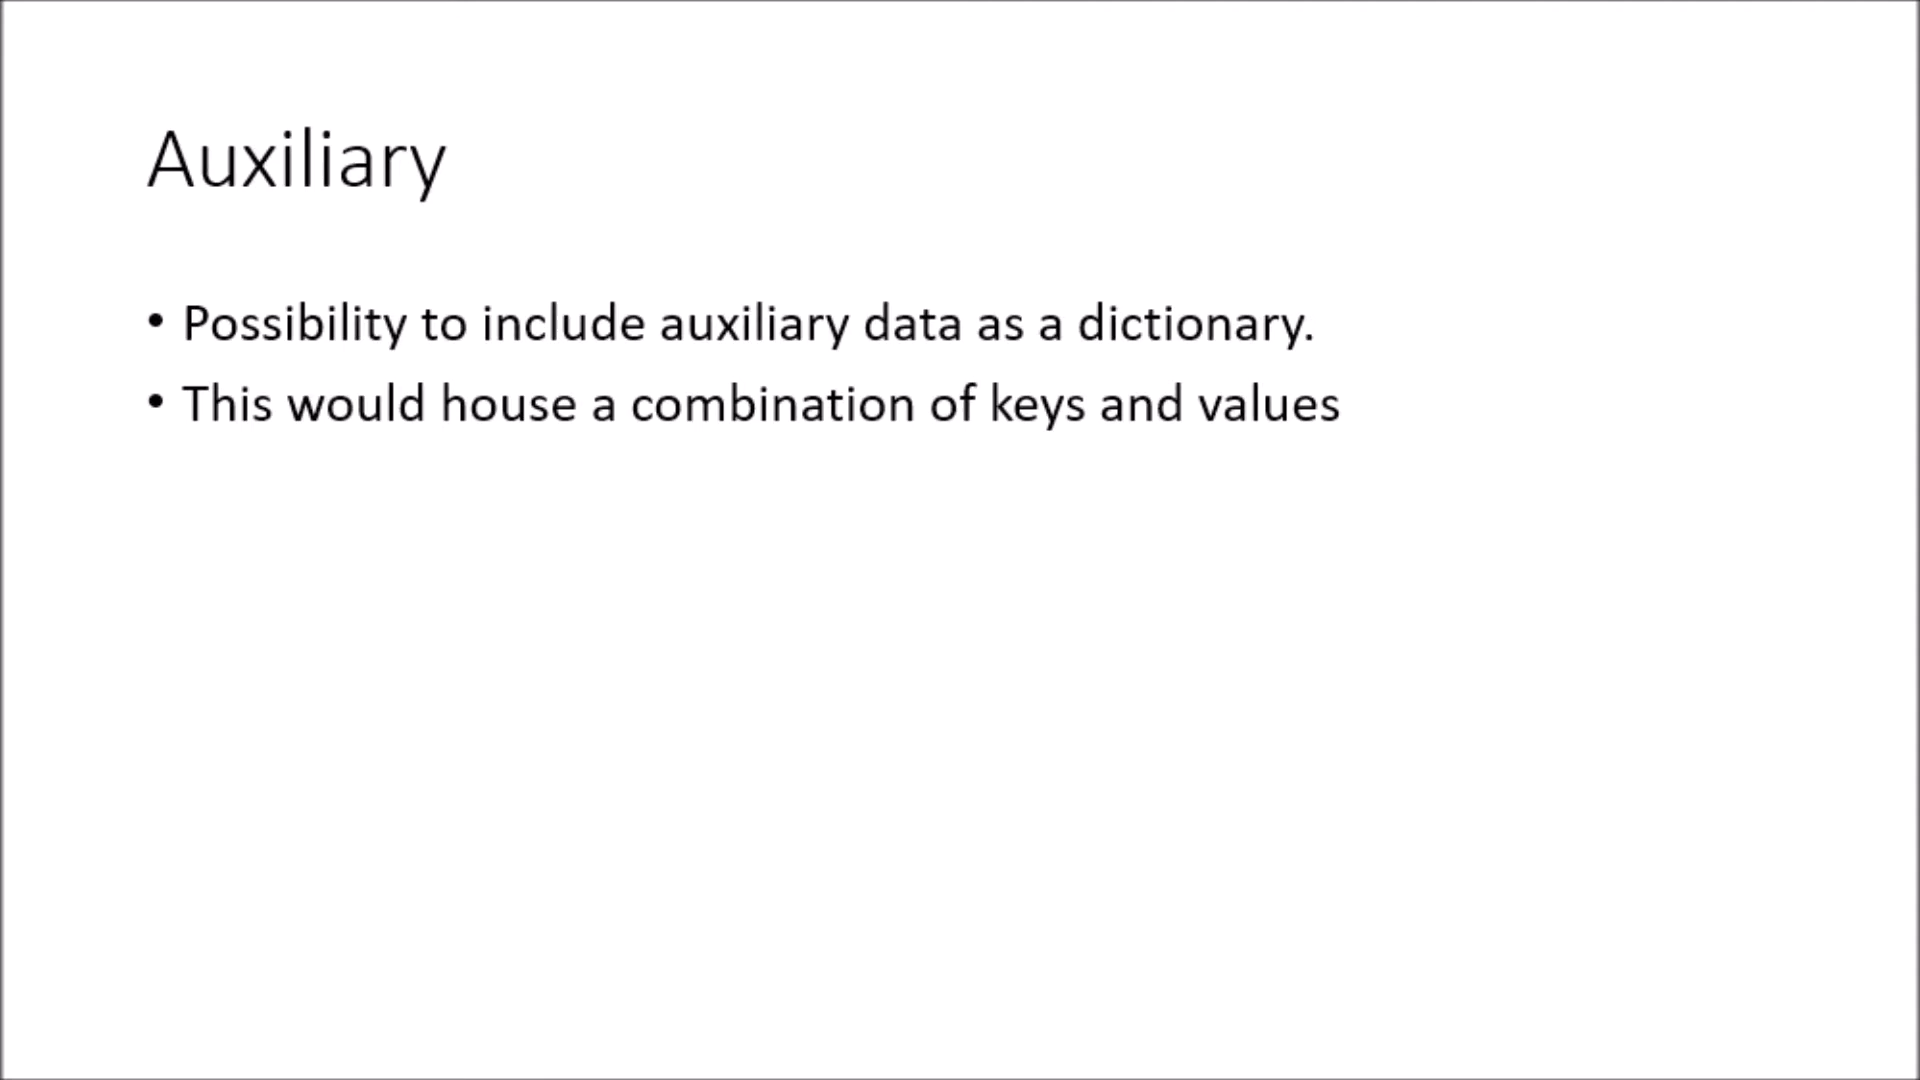 Auxiliary
• Possibility to include auxiliary data as a dictionary.
• This would house a combination of keys and values